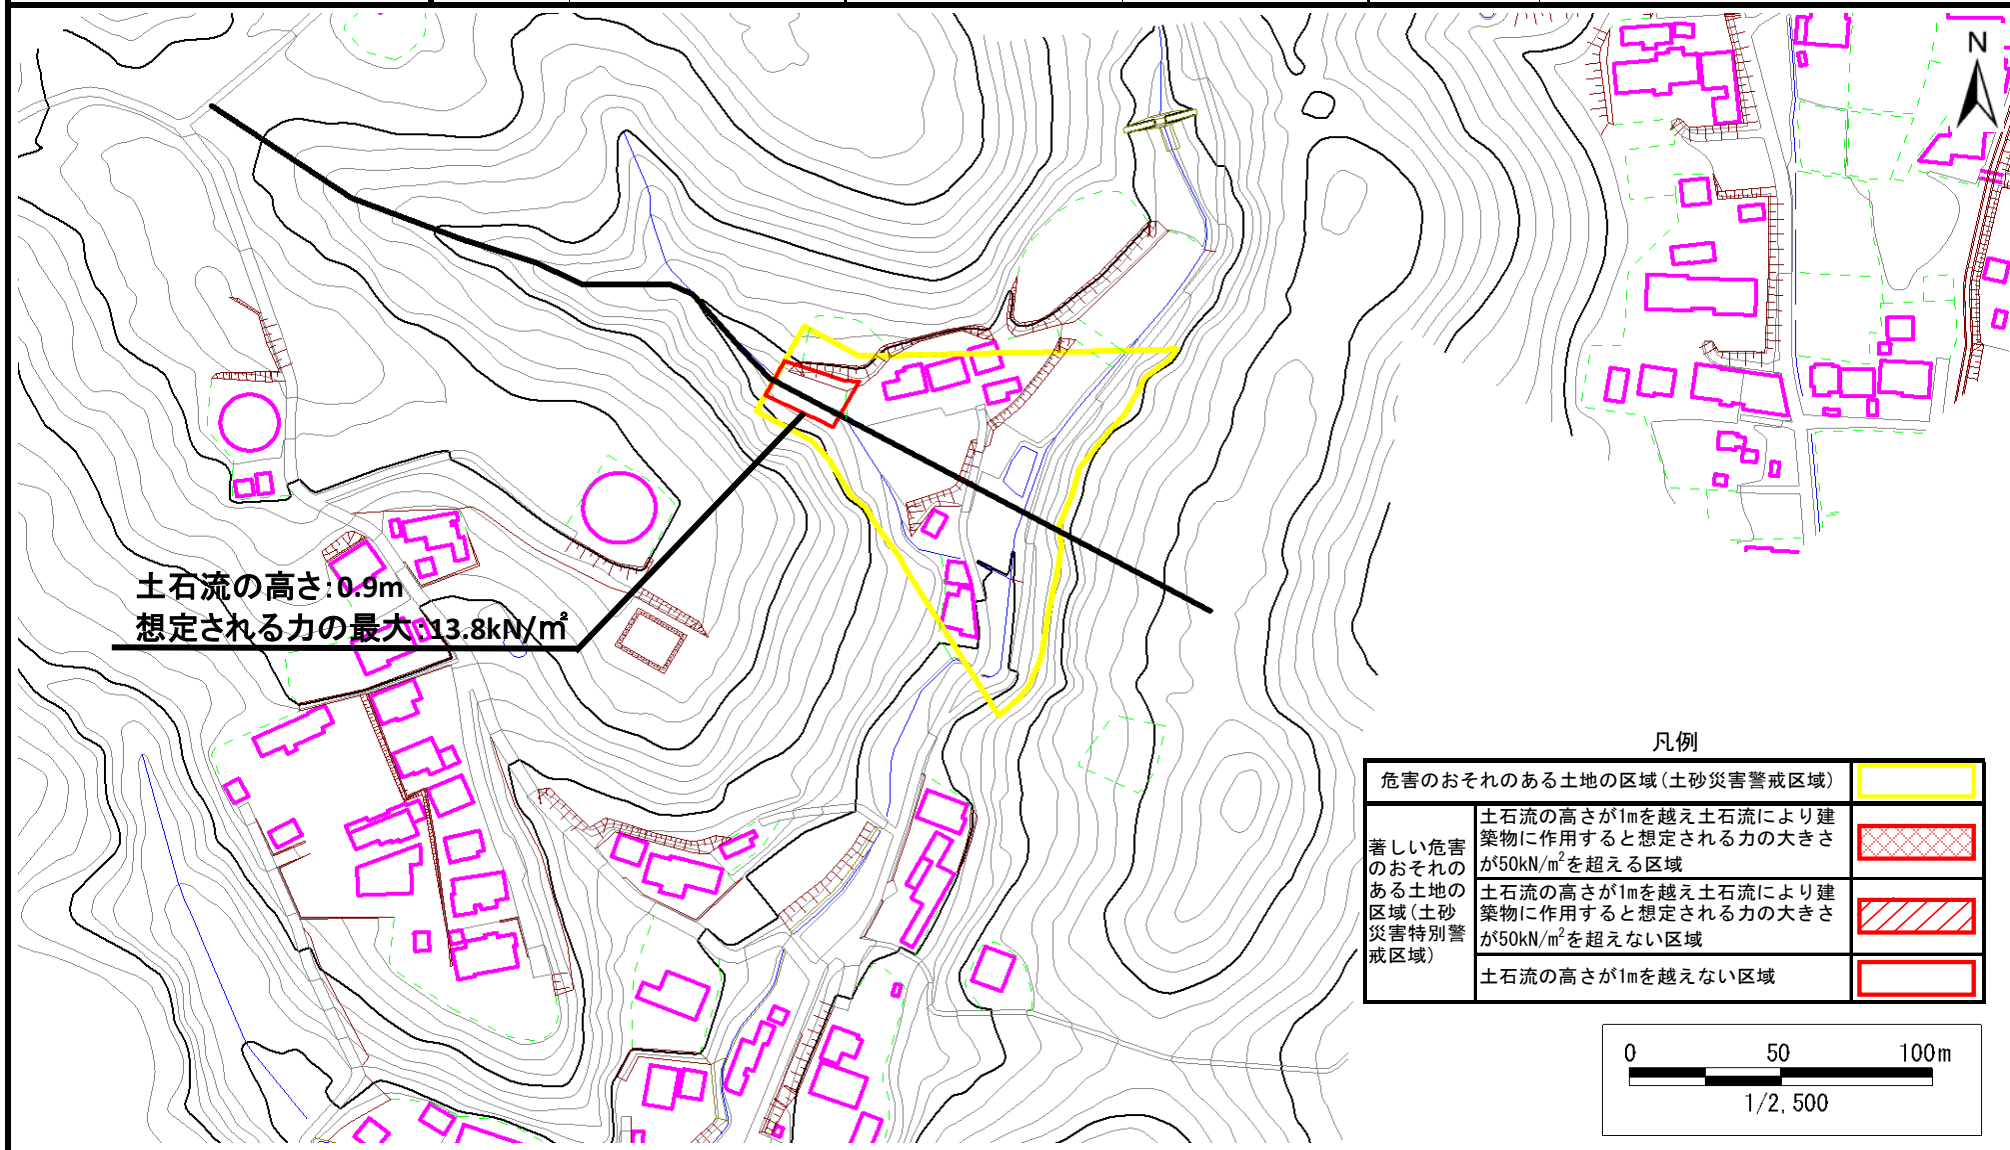 N
土石流の高さ:0.9m
想定される力の最大:13.8kN/㎡
凡例
危害のおそれのある土地の区域(土砂災害警戒区域)
著しい危害
のおそれの
ある土地の
区域(土砂
災害特別警
戒区域)
土石流の高さが1mを越え土石流により建
築物に作用すると想定される力の大きさ
が50kN/m²を超える区域
土石流の高さが1mを越え土石流により建
築物に作用すると想定される力の大きさ
が50kN/m²を超えない区域
土石流の高さが1mを越えない区域
0 50 100m
1/2,500